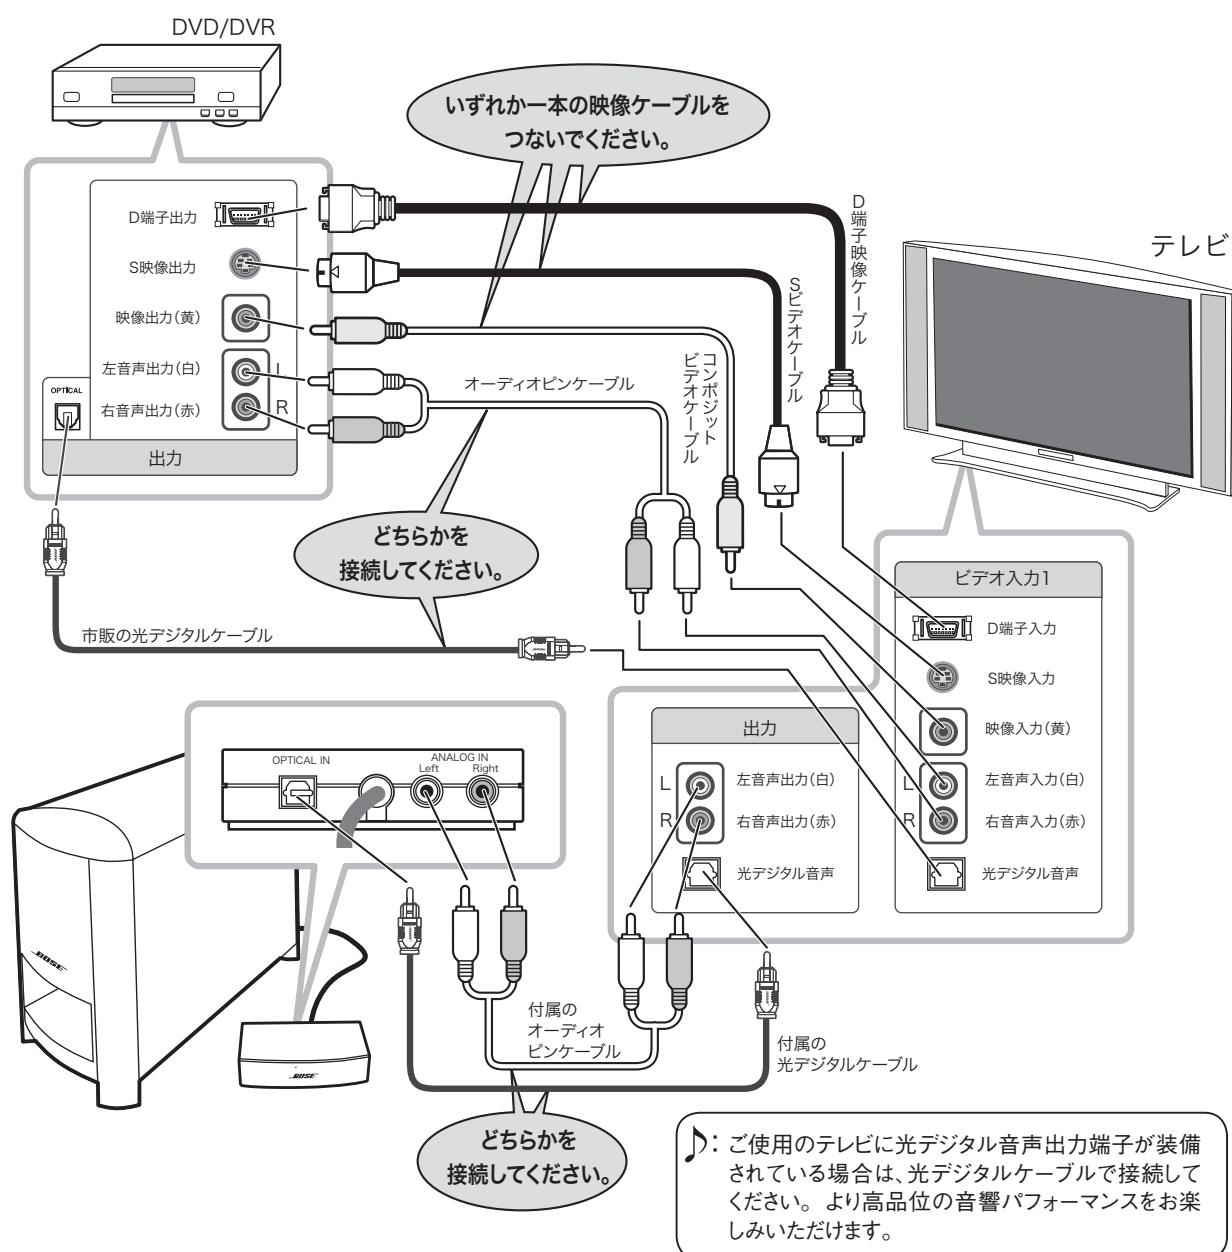 DVD/DVR
いずれか一本の映像ケーブルを
つないでください。
D端子出力
S映像出力
映像出力(黄)
左音声出力(白)
L
右音声出力(赤)
R
OPTICAL
出力
D端子映像ケーブル
Sビデオケーブル
コンポジット
ビデオケーブル
オーディオピンケーブル
テレビ
どちらかを
接続してください。
市販の光デジタルケーブル
ビデオ入力1
D端子入力
S映像入力
映像入力(黄)
L
左音声入力(白)
R
右音声入力(赤)
光デジタル音声
出力
L
左音声出力(白)
R
右音声出力(赤)
光デジタル音声
OPTICAL IN
ANALOG IN
Left
Right
BOSE
BOSE
付属の
オーディオ
ピンケーブル
付属の
光デジタルケーブル
どちらかを
接続してください。
♪:ご使用のテレビに光デジタル音声出力端子が装備
されている場合は、光デジタルケーブルで接続して
ください。より高品位の音響パフォーマンスをお楽
しみいただけます。